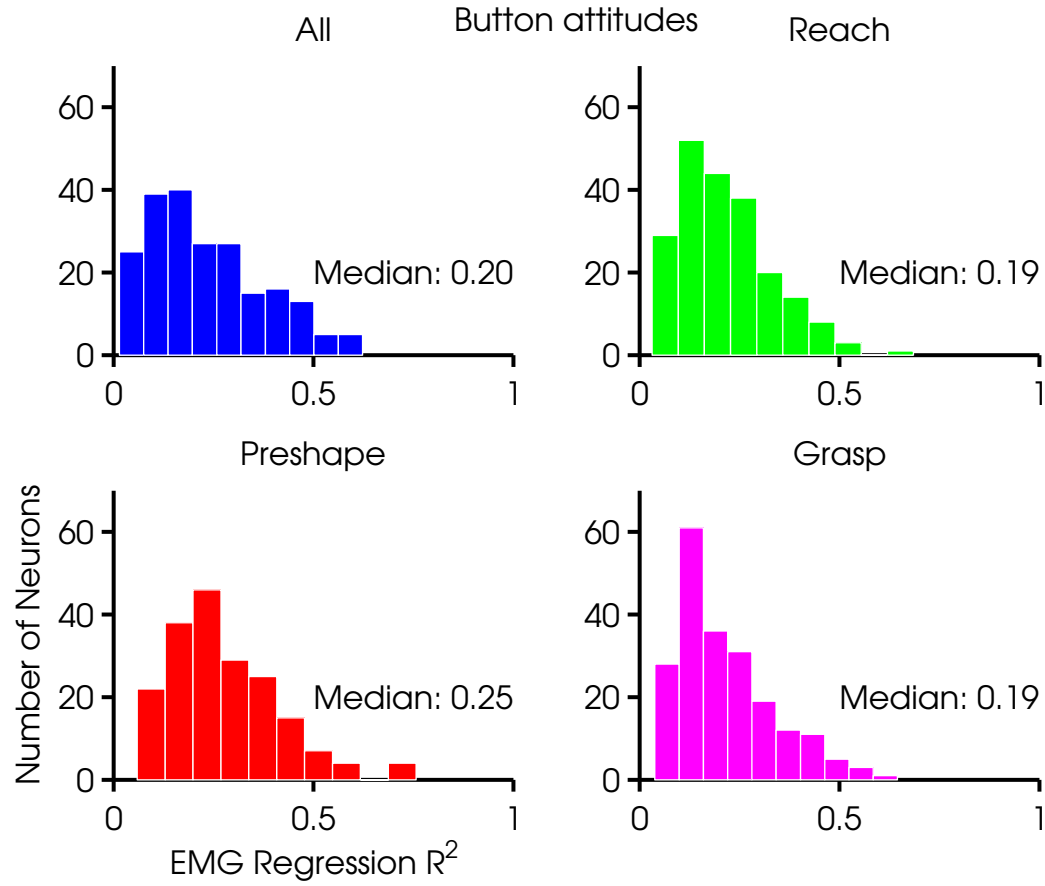 Button attitudes
All
Reach
60
40
20
0
Median: 0.20
0 0.5 1
60
40
20
0
Median: 0.19
0 0.5 1
Preshape
Grasp
Number of Neurons
60
40
20
0
Median: 0.25
0 0.5 1
EMG Regression R²
60
40
20
0
Median: 0.19
0 0.5 1